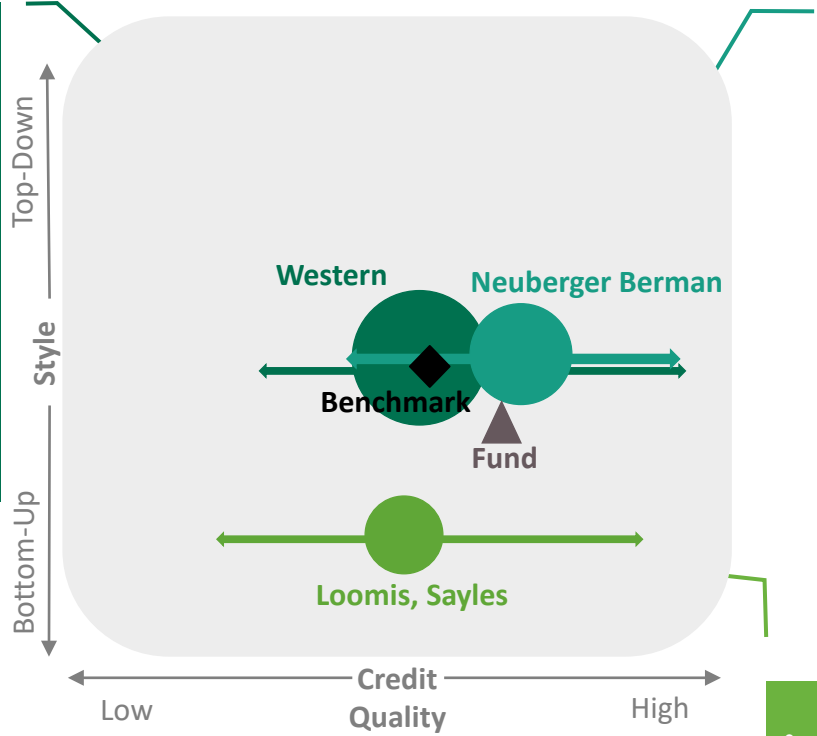 Top-Down
Western
Neuberger Berman
Style
Benchmark
Fund
Bottom-Up
Loomis, Sayles
Credit
Quality
Low
High